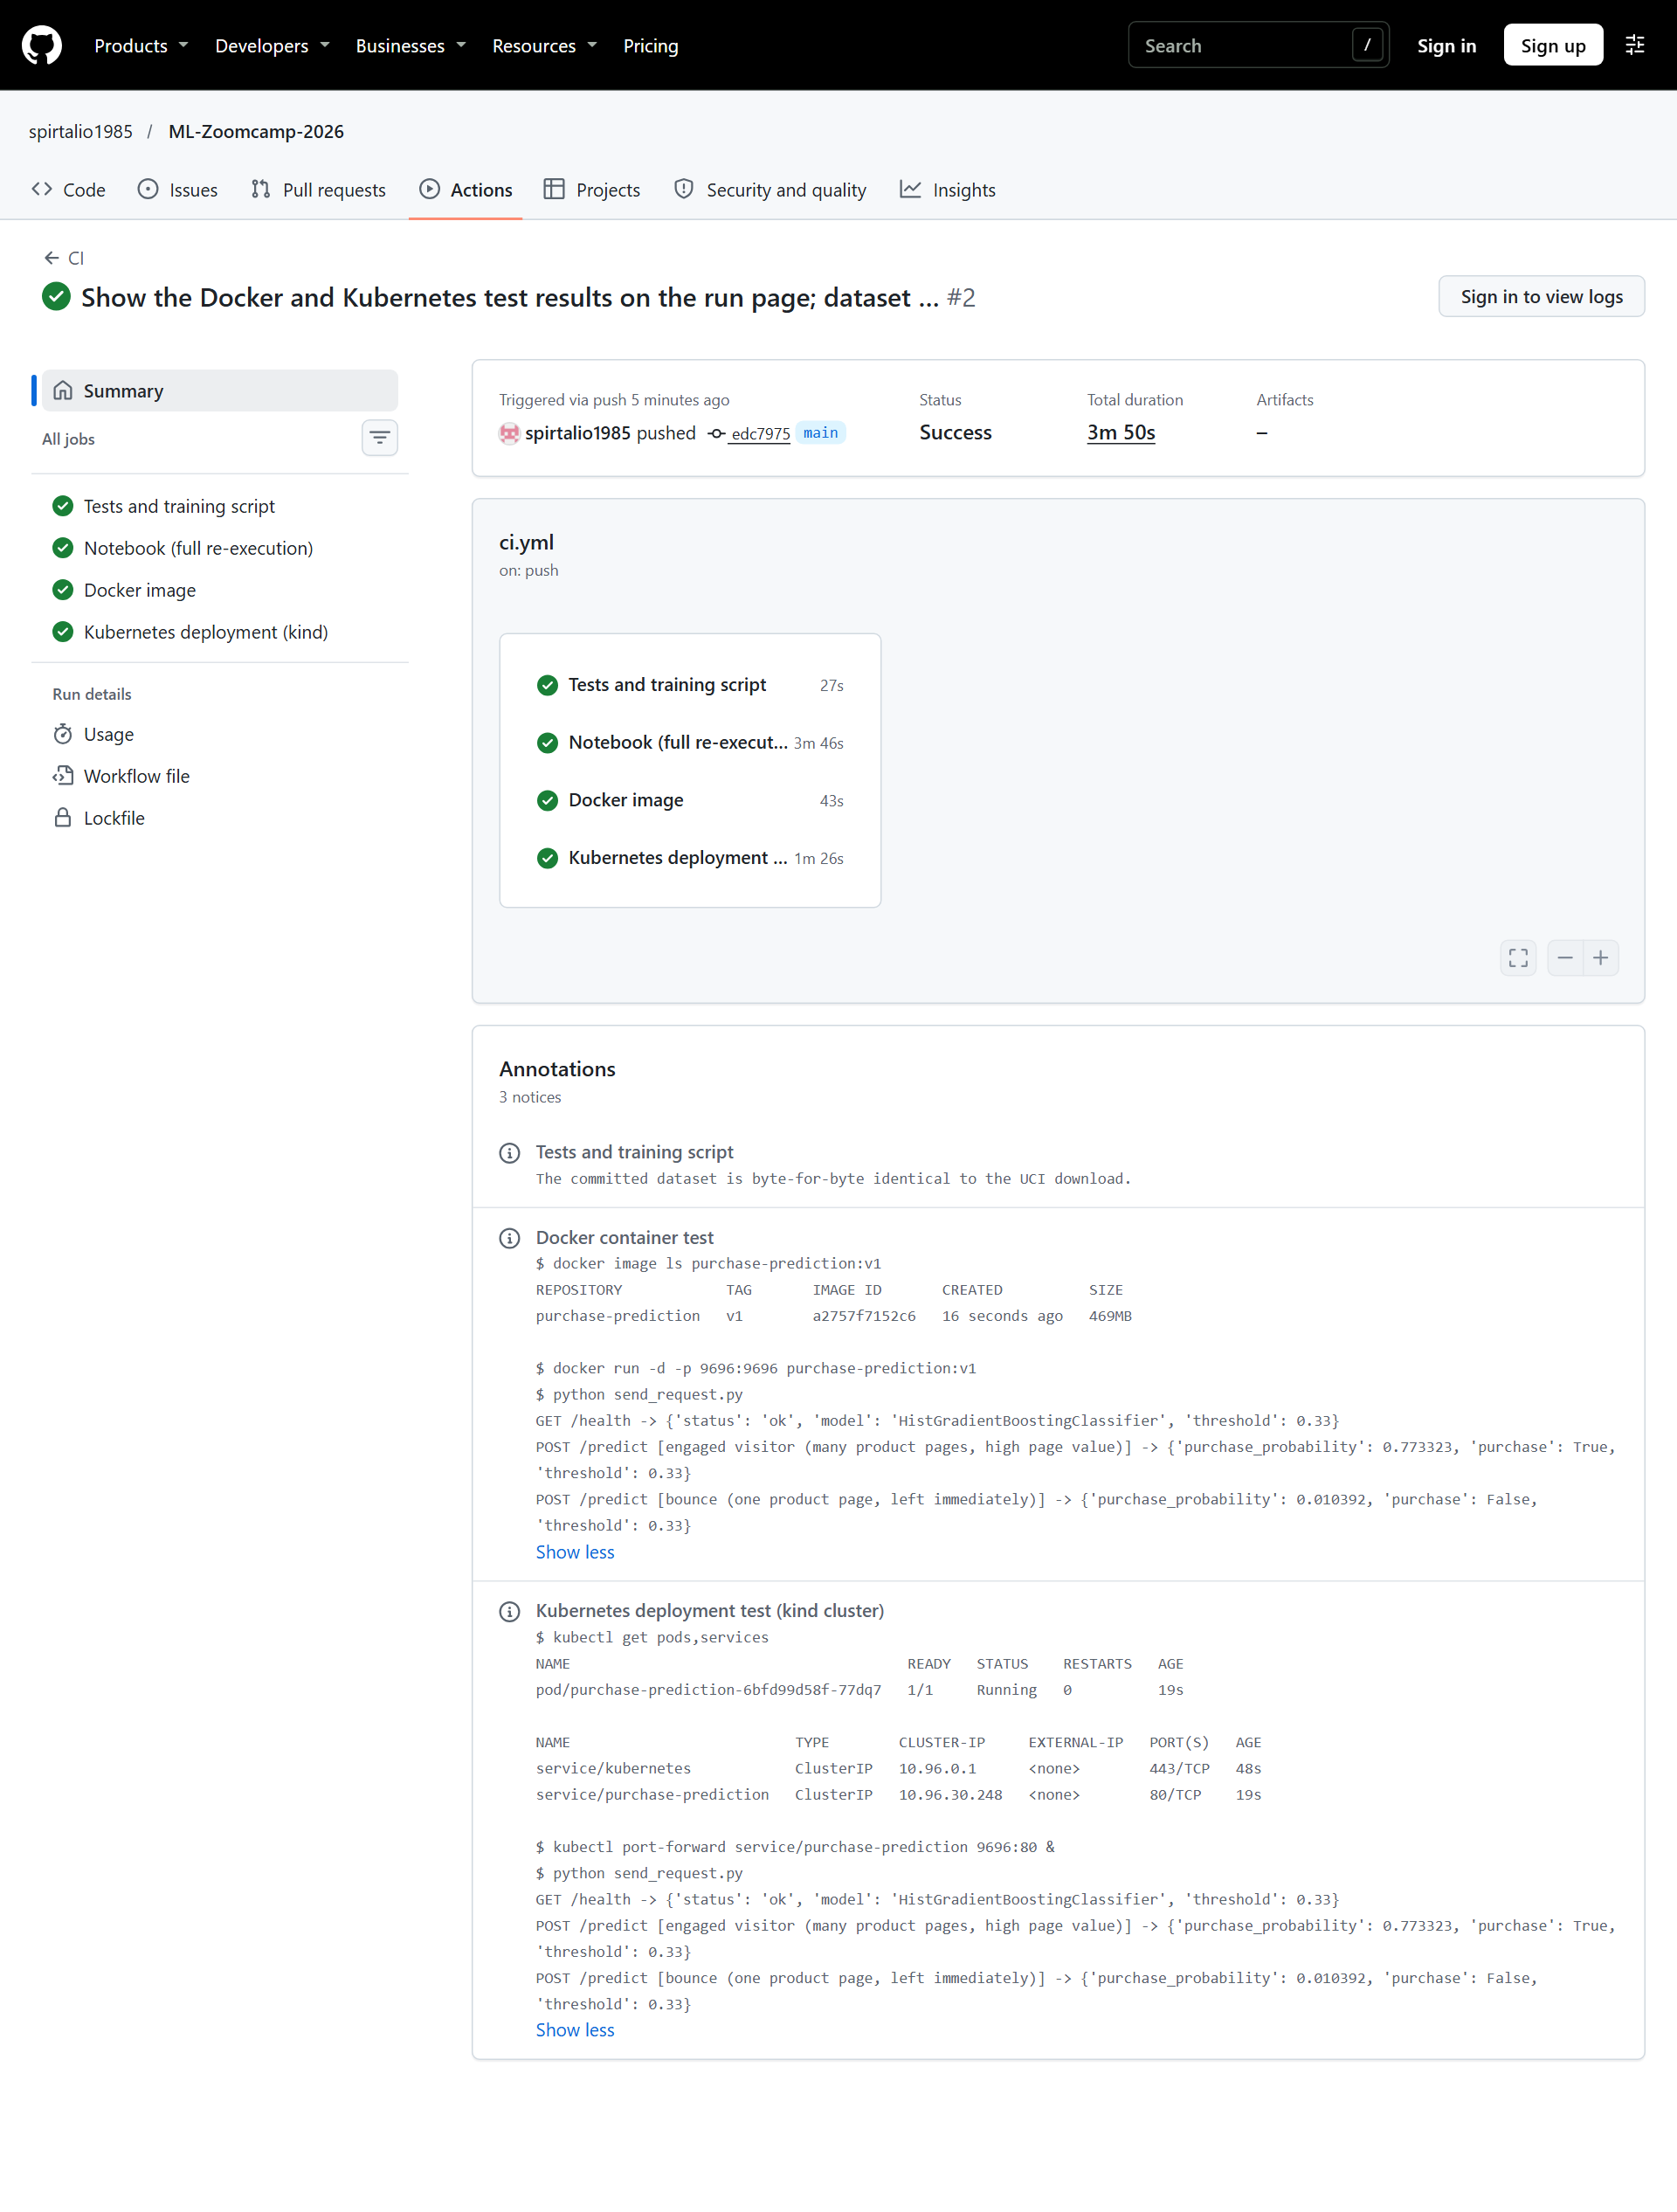 Products Developers Businesses Resources Pricing Search / Sign in Sign up
spirtalio1985 / ML-Zoomcamp-2026
Code Issues Pull requests Actions Projects Security and quality Insights
← CI
Show the Docker and Kubernetes test results on the run page; dataset ... #2
Sign in to view logs
Summary
All jobs
Tests and training script
Notebook (full re-execution)
Docker image
Kubernetes deployment (kind)
Run details
Usage
Workflow file
Lockfile
Triggered via push 5 minutes ago
spirtalio1985 pushed edc7975 main
Status
Success
Total duration
3m 50s
Artifacts
–
ci.yml
on: push
Tests and training script 27s
Notebook (full re-execut... 3m 46s
Docker image 43s
Kubernetes deployment ... 1m 26s
Annotations
3 notices
Tests and training script
The committed dataset is byte-for-byte identical to the UCI download.
Docker container test
$ docker image ls purchase-prediction:v1
REPOSITORY TAG IMAGE ID CREATED SIZE
purchase-prediction v1 a2757f7152c6 16 seconds ago 469MB
$ docker run -d -p 9696:9696 purchase-prediction:v1
$ python send_request.py
GET /health -> {'status': 'ok', 'model': 'HistGradientBoostingClassifier', 'threshold': 0.33}
POST /predict [engaged visitor (many product pages, high page value)] -> {'purchase_probability': 0.773323, 'purchase': True,
'threshold': 0.33}
POST /predict [bounce (one product page, left immediately)] -> {'purchase_probability': 0.010392, 'purchase': False,
'threshold': 0.33}
Show less
Kubernetes deployment test (kind cluster)
$ kubectl get pods,services
NAME READY STATUS RESTARTS AGE
pod/purchase-prediction-6bfd99d58f-77dq7 1/1 Running 0 19s
NAME TYPE CLUSTER-IP EXTERNAL-IP PORT(S) AGE
service/kubernetes ClusterIP 10.96.0.1 <none> 443/TCP 48s
service/purchase-prediction ClusterIP 10.96.30.248 <none> 80/TCP 19s
$ kubectl port-forward service/purchase-prediction 9696:80 &
$ python send_request.py
GET /health -> {'status': 'ok', 'model': 'HistGradientBoostingClassifier', 'threshold': 0.33}
POST /predict [engaged visitor (many product pages, high page value)] -> {'purchase_probability': 0.773323, 'purchase': True,
'threshold': 0.33}
POST /predict [bounce (one product page, left immediately)] -> {'purchase_probability': 0.010392, 'purchase': False,
'threshold': 0.33}
Show less